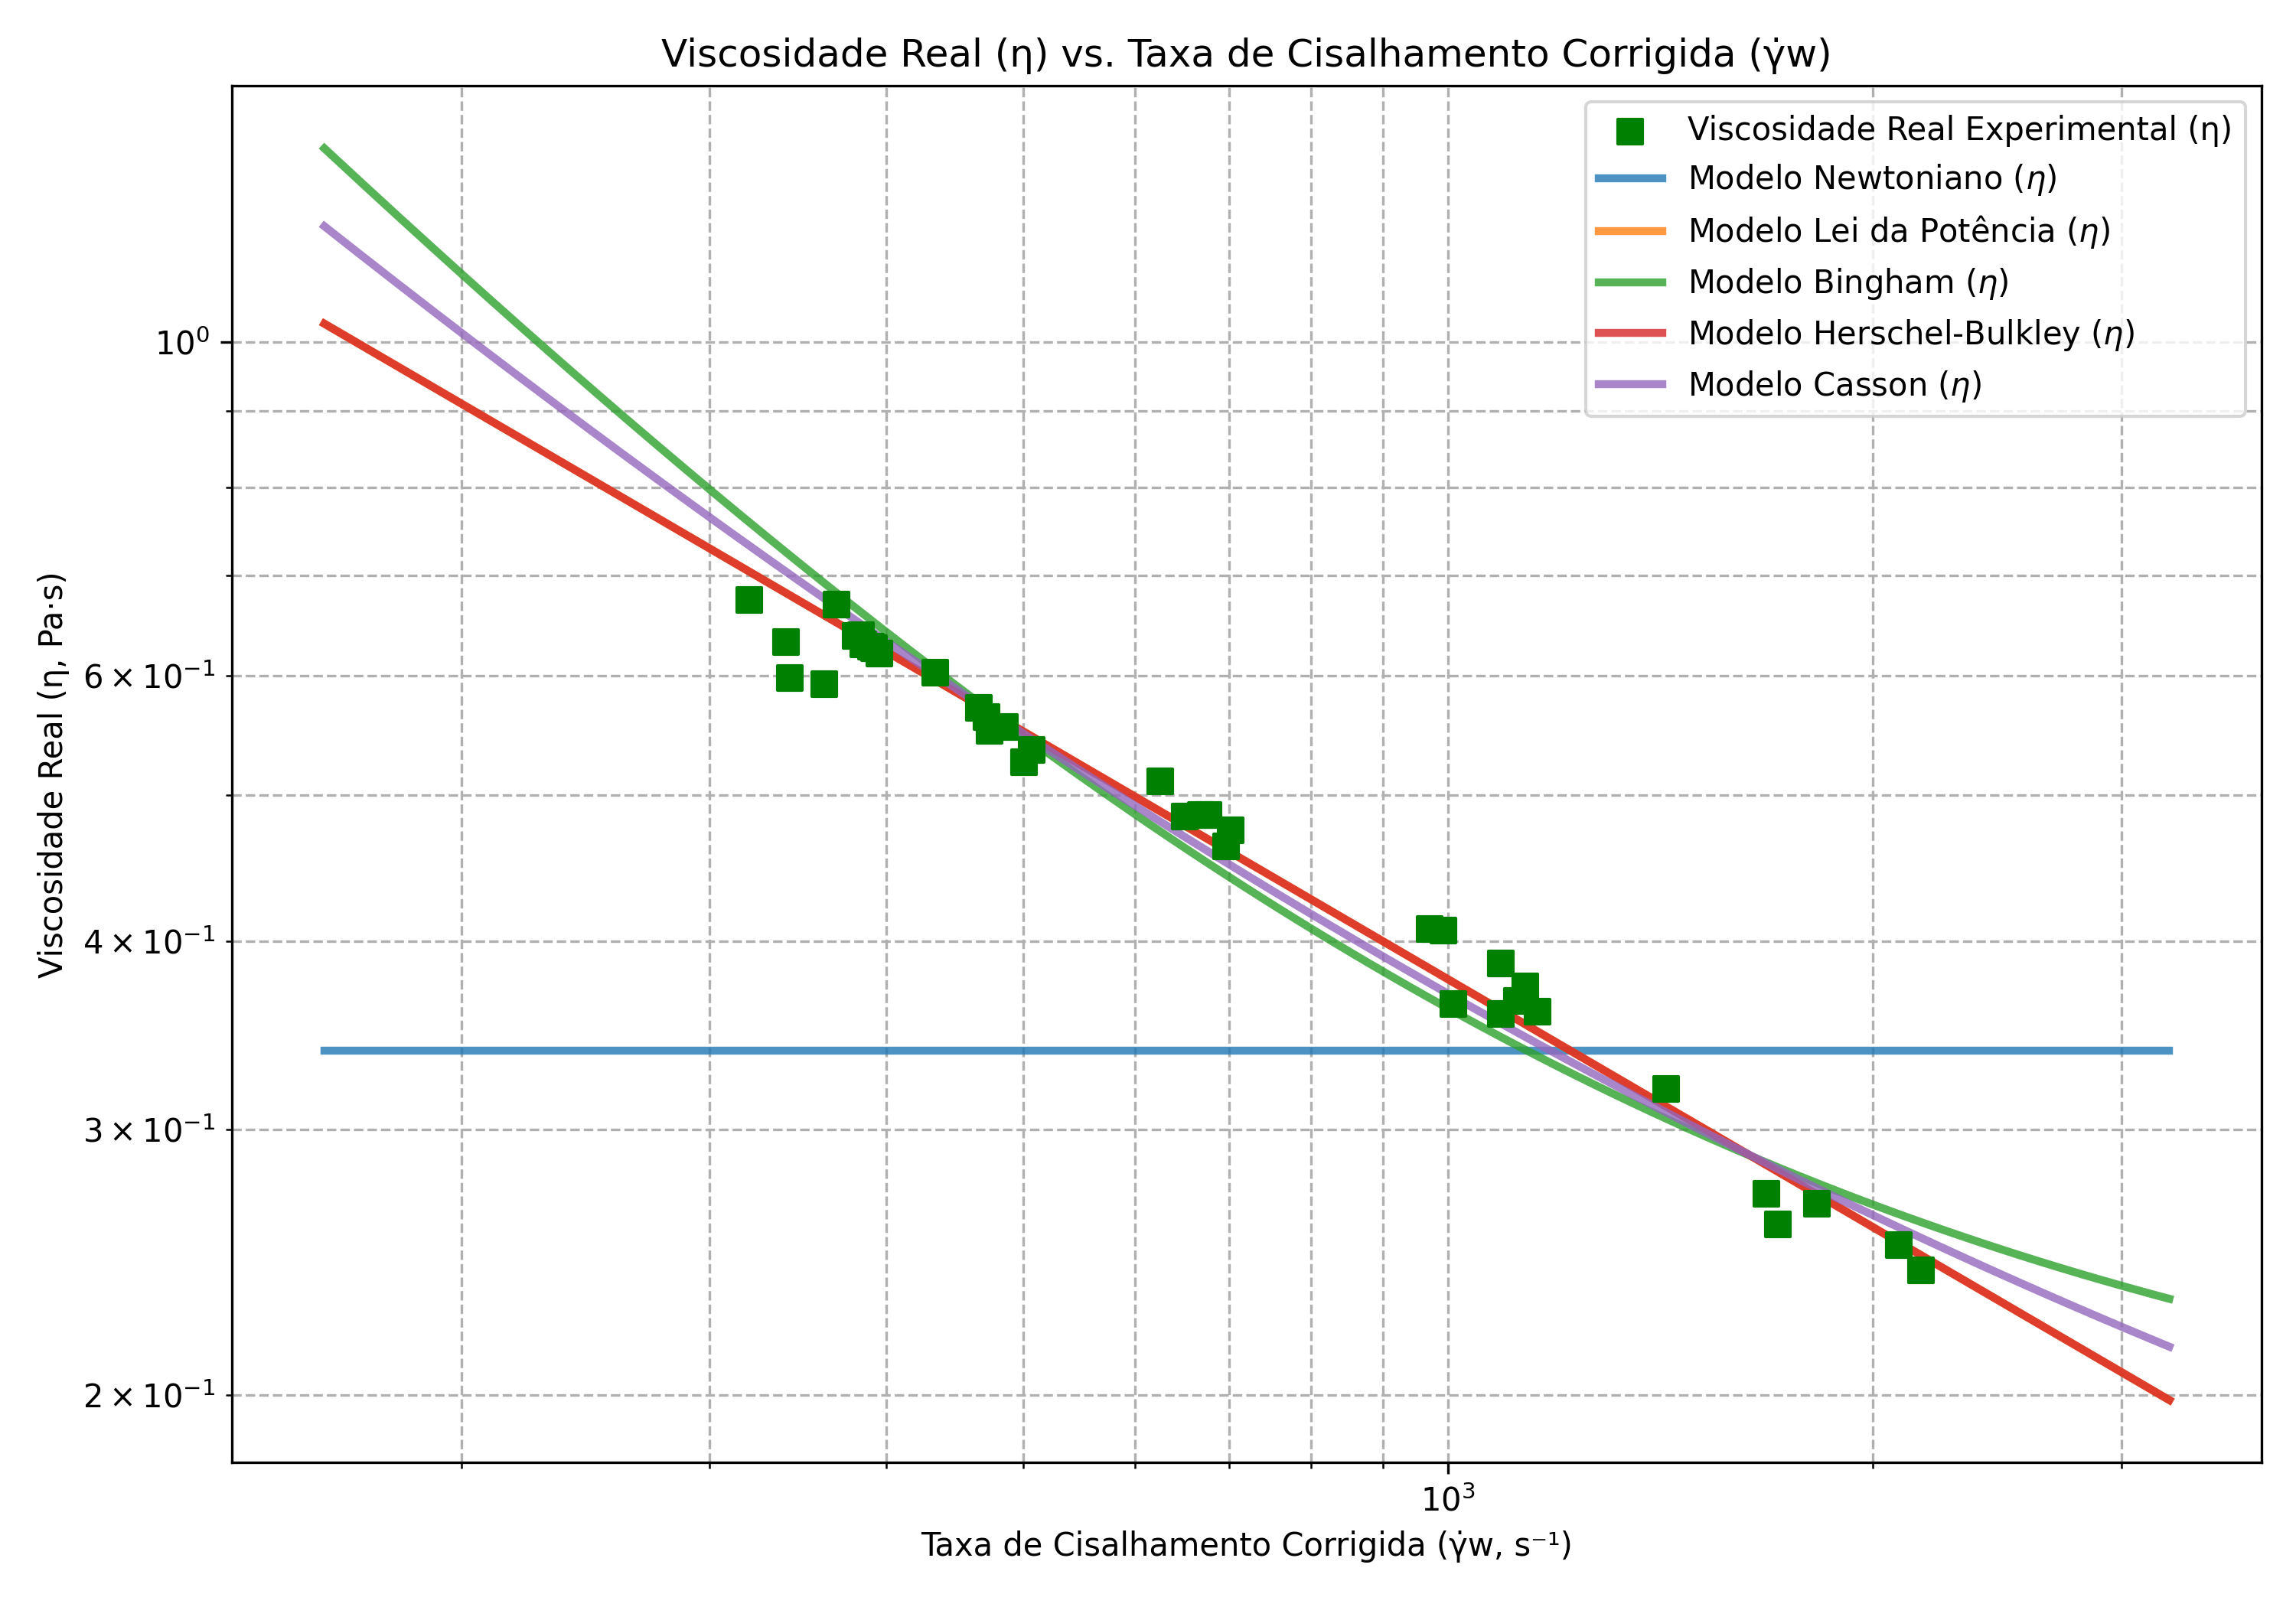 Viscosidade Real (η) vs. Taxa de Cisalhamento Corrigida (γ̇w)
Viscosidade Real Experimental (η)
Modelo Newtoniano (η)
Modelo Lei da Potência (η)
Modelo Bingham (η)
Modelo Herschel-Bulkley (η)
Modelo Casson (η)
Viscosidade Real (η, Pa·s)
10⁰
6 × 10⁻¹
4 × 10⁻¹
3 × 10⁻¹
2 × 10⁻¹
10³
Taxa de Cisalhamento Corrigida (γ̇w, s⁻¹)